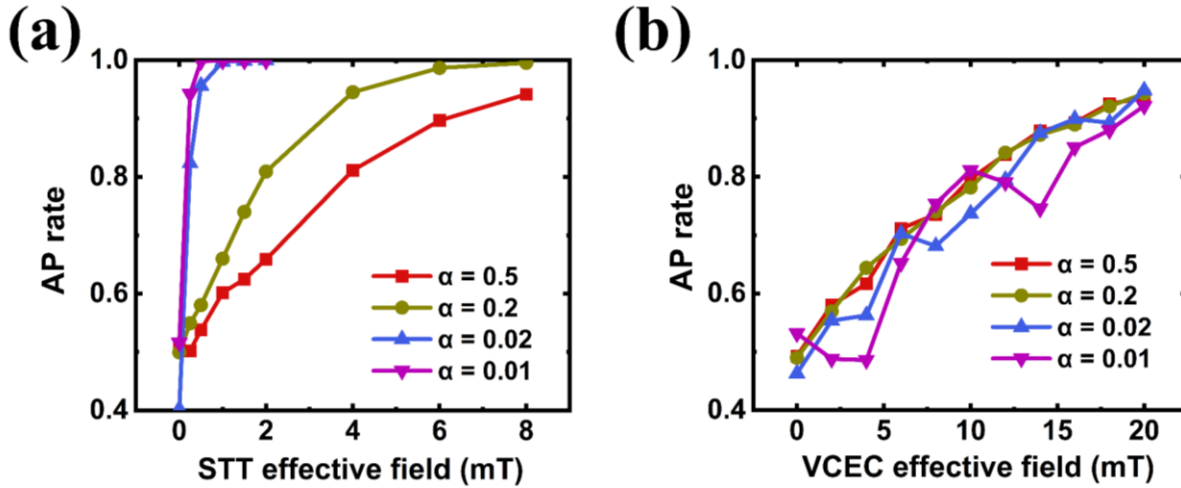 (a)
1.0
0.8
0.6
0.4
AP rate
0 2 4 6 8
STT effective field (mT)
α = 0.5
α = 0.2
α = 0.02
α = 0.01
(b)
1.0
0.8
0.6
0.4
AP rate
0 5 10 15 20
VCEC effective field (mT)
α = 0.5
α = 0.2
α = 0.02
α = 0.01